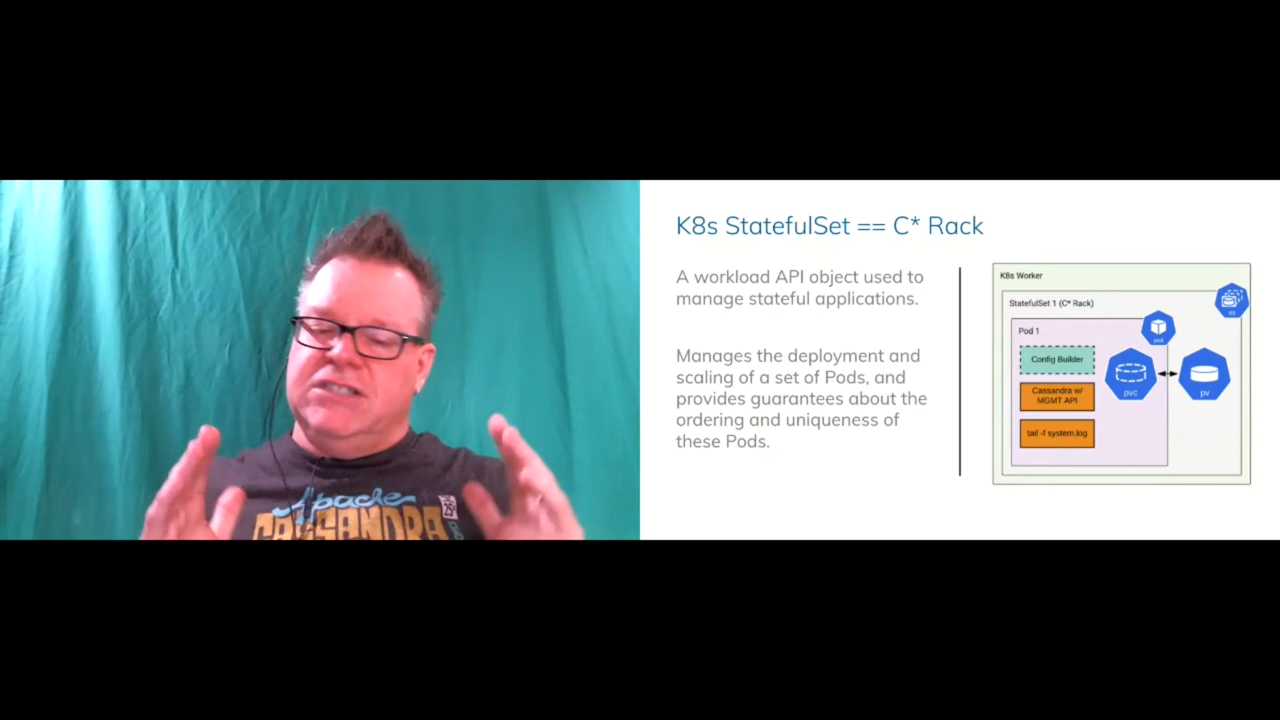 K8s StatefulSet == C* Rack
A workload API object used to
manage stateful applications.
Manages the deployment and
scaling of a set of Pods, and
provides guarantees about the
ordering and uniqueness of
these Pods.
K8s Worker
StatefulSet 1 (C* Rack)
Pod 1
pod
Config Builder
Cassandra w/
MGMT API
tail -f system.log
pvc
pv
Apache
CASSANDRA